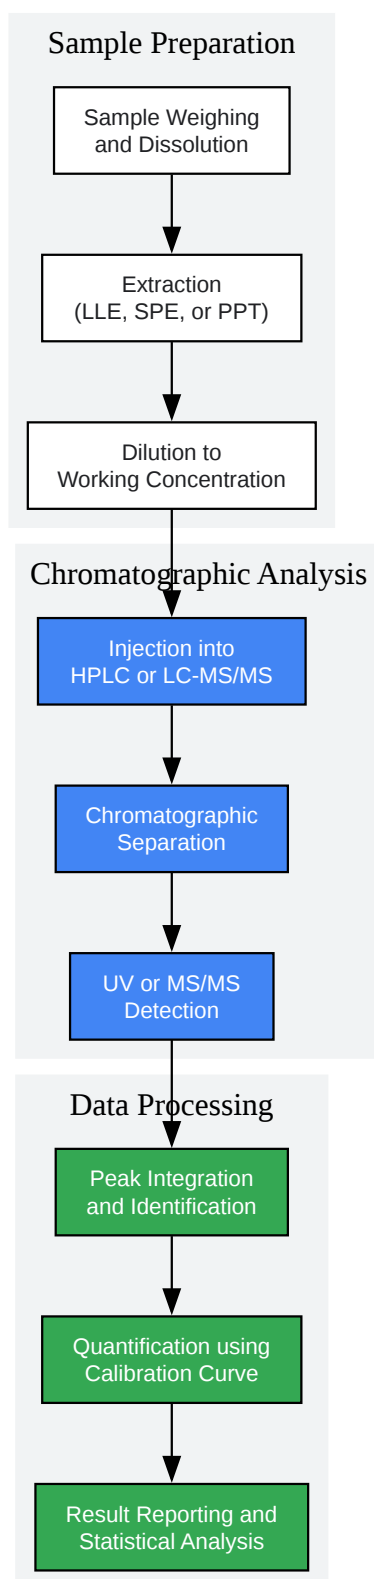 Sample Preparation
Sample Weighing
and Dissolution
Extraction
(LLE, SPE, or PPT)
Dilution to
Working Concentration
Chromatographic Analysis
Injection into
HPLC or LC-MS/MS
Chromatographic
Separation
UV or MS/MS
Detection
Data Processing
Peak Integration
and Identification
Quantification using
Calibration Curve
Result Reporting and
Statistical Analysis